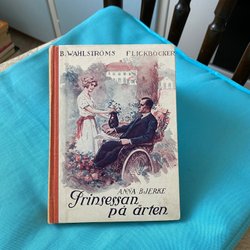 B. WAHLSTRÖMS FLICKBÖCKER
ANNA BJERKE
Prinsessan
på ärten